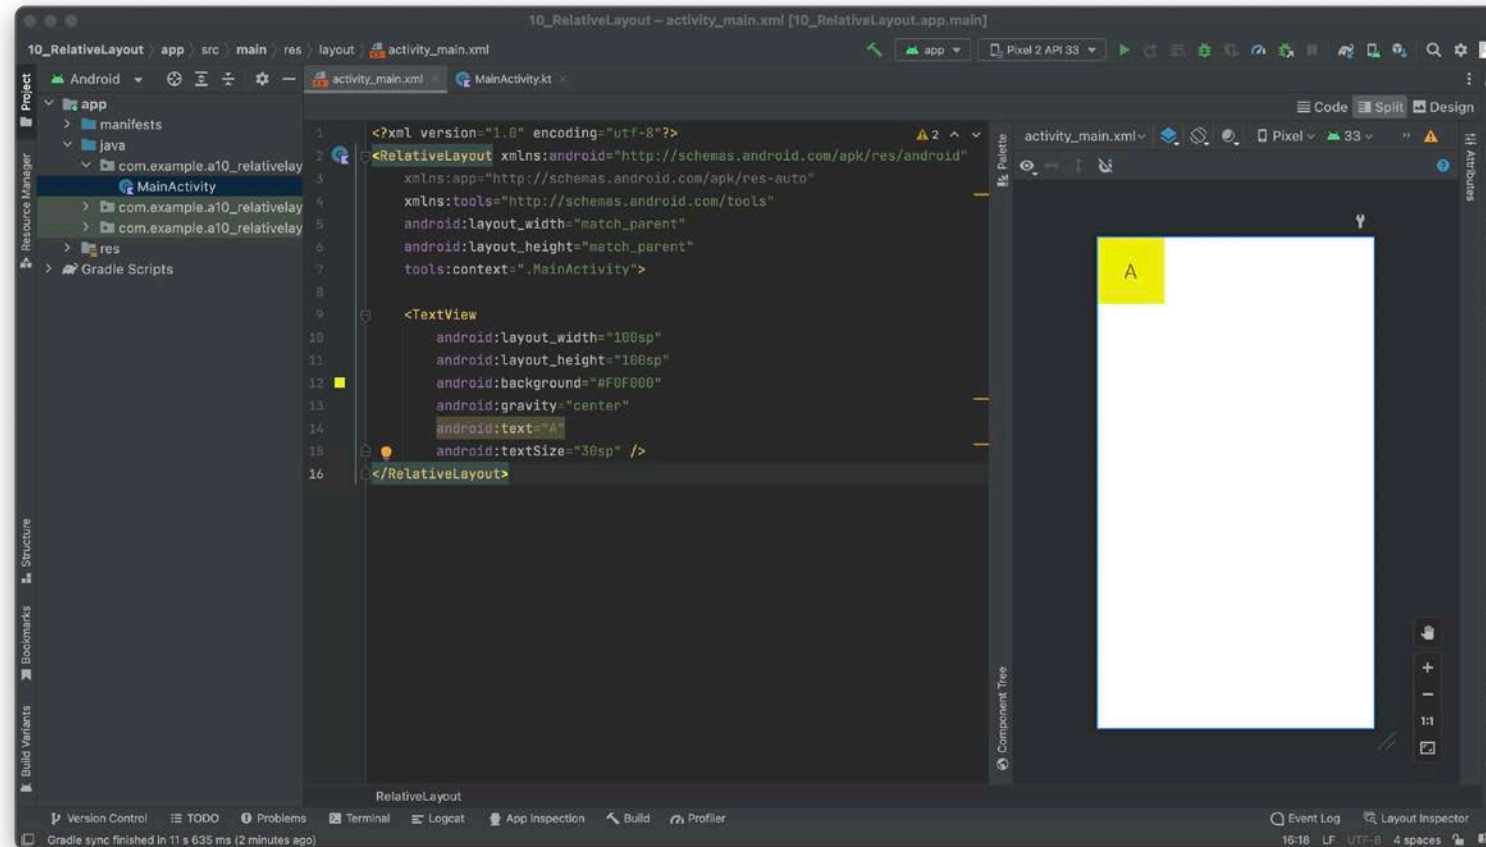 10_RelativeLayout – activity_main.xml [10_RelativeLayout.app.main]
10_RelativeLayout app src main res layout activity_main.xml
app Pixel 2 API 33
Project
Android
activity_main.xml
MainActivity.kt
Code Split Design
app
manifests
java
com.example.a10_relativelay
MainActivity
com.example.a10_relativelay
com.example.a10_relativelay
res
Gradle Scripts
Resource Manager
Structure
Bookmarks
Build Variants
1 <?xml version="1.0" encoding="utf-8"?>
2 <RelativeLayout xmlns:android="http://schemas.android.com/apk/res/android"
3 xmlns:app="http://schemas.android.com/apk/res-auto"
4 xmlns:tools="http://schemas.android.com/tools"
5 android:layout_width="match_parent"
6 android:layout_height="match_parent"
7 tools:context=".MainActivity">
8
9 <TextView
10 android:layout_width="100sp"
11 android:layout_height="100sp"
12 android:background="#F0F000"
13 android:gravity="center"
14 android:text="A"
15 android:textSize="30sp" />
16 </RelativeLayout>
2
Palette
Component Tree
activity_main.xml Pixel 33
Attributes
A
1:1
RelativeLayout
Version Control TODO Problems Terminal Logcat App Inspection Build Profiler Event Log Layout Inspector
Gradle sync finished in 11 s 635 ms (2 minutes ago) 16:18 LF UTF-8 4 spaces